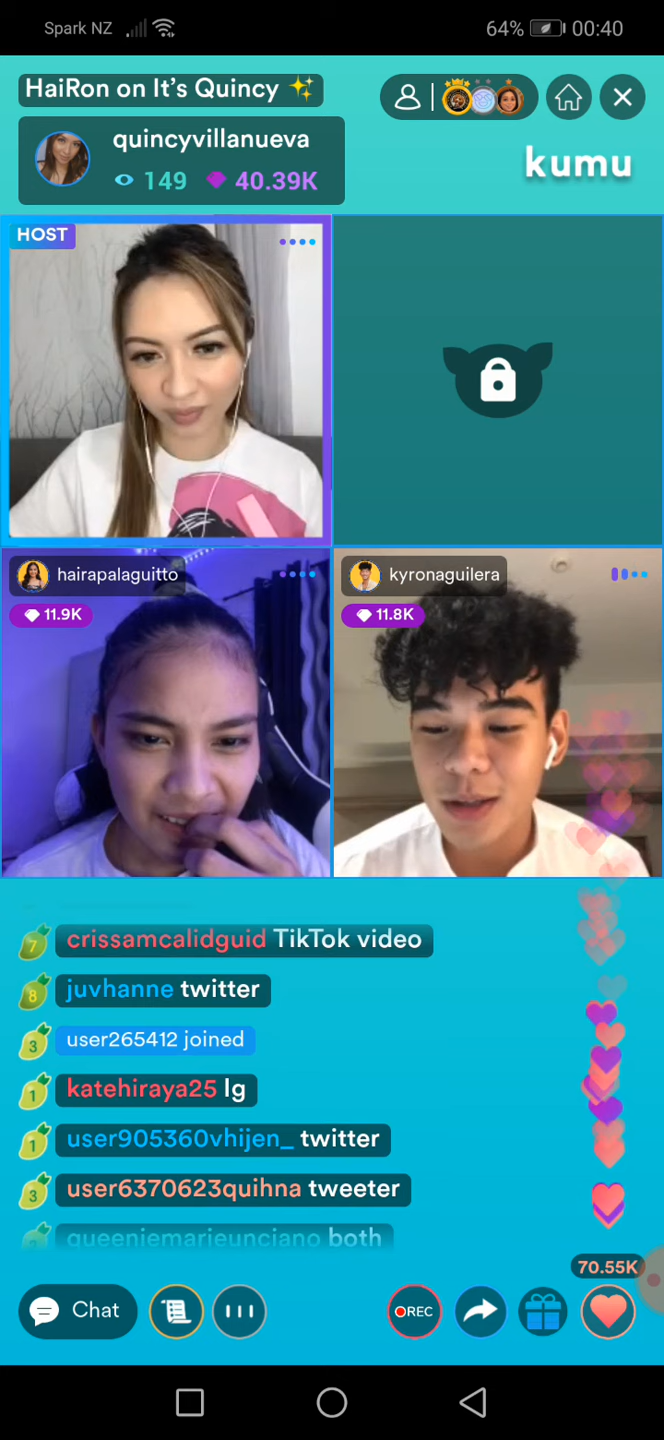 Spark NZ
64% 00:40
HaiRon on It's Quincy ✨
quincyvillanueva
149 40.39K
kumu
HOST
hairapalaguitto
11.9K
kyronaguilera
11.8K
7 crissamcalidguid TikTok video
8 juvhanne twitter
3 user265412 joined
1 katehiraya25 lg
1 user905360vhijen_ twitter
3 user6370623quihna tweeter
queeniemarieunciano both
70.55K
Chat
REC